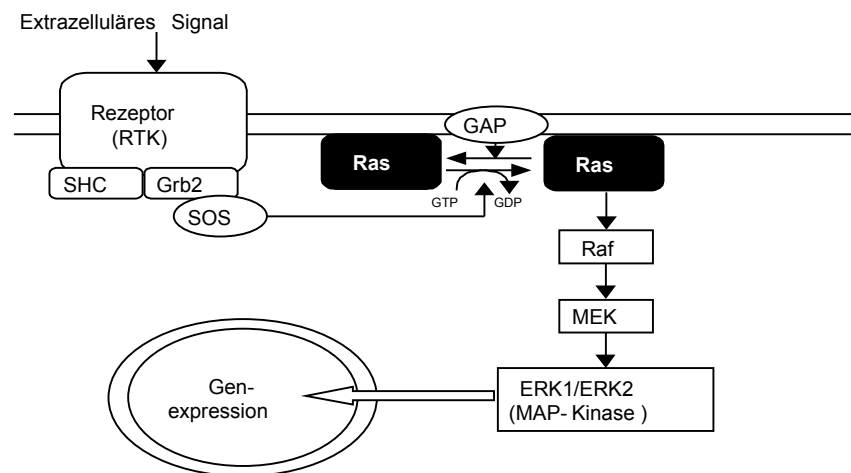 Extrazelluläres Signal
Rezeptor
(RTK)
GAP
Ras
Ras
SHC
Grb2
GTP
GDP
SOS
Raf
MEK
Gen-
expression
ERK1/ERK2
(MAP- Kinase )